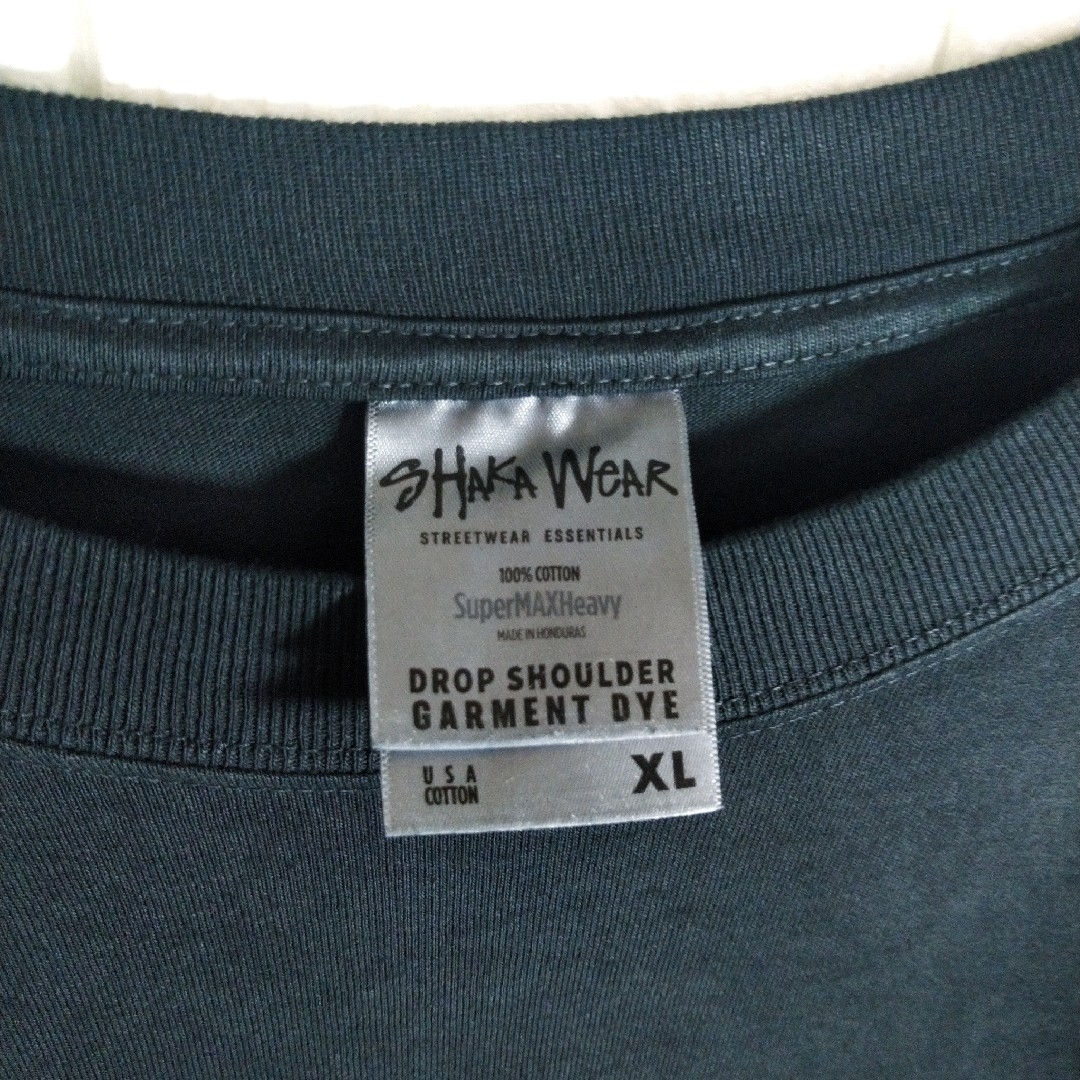 SHAKA WEAR
STREETWEAR ESSENTIALS
100% COTTON
SuperMAXHeavy
MADE IN HONDURAS
DROP SHOULDER
GARMENT DYE
USA
COTTON
XL